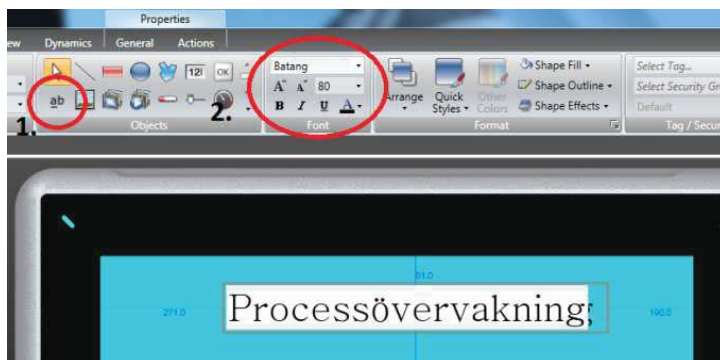 Properties
ew Dynamics General Actions
12 OK
ab
1.
2.
Objects
Batang
A A 80
B I U A
Font
Arrange
Quick Styles
Other Colors
Shape Fill
Shape Outline
Shape Effects
Format
Select Tag...
Select Security Gr
Default
Tag / Secur
81.0
271.0
Processövervakning
190.0